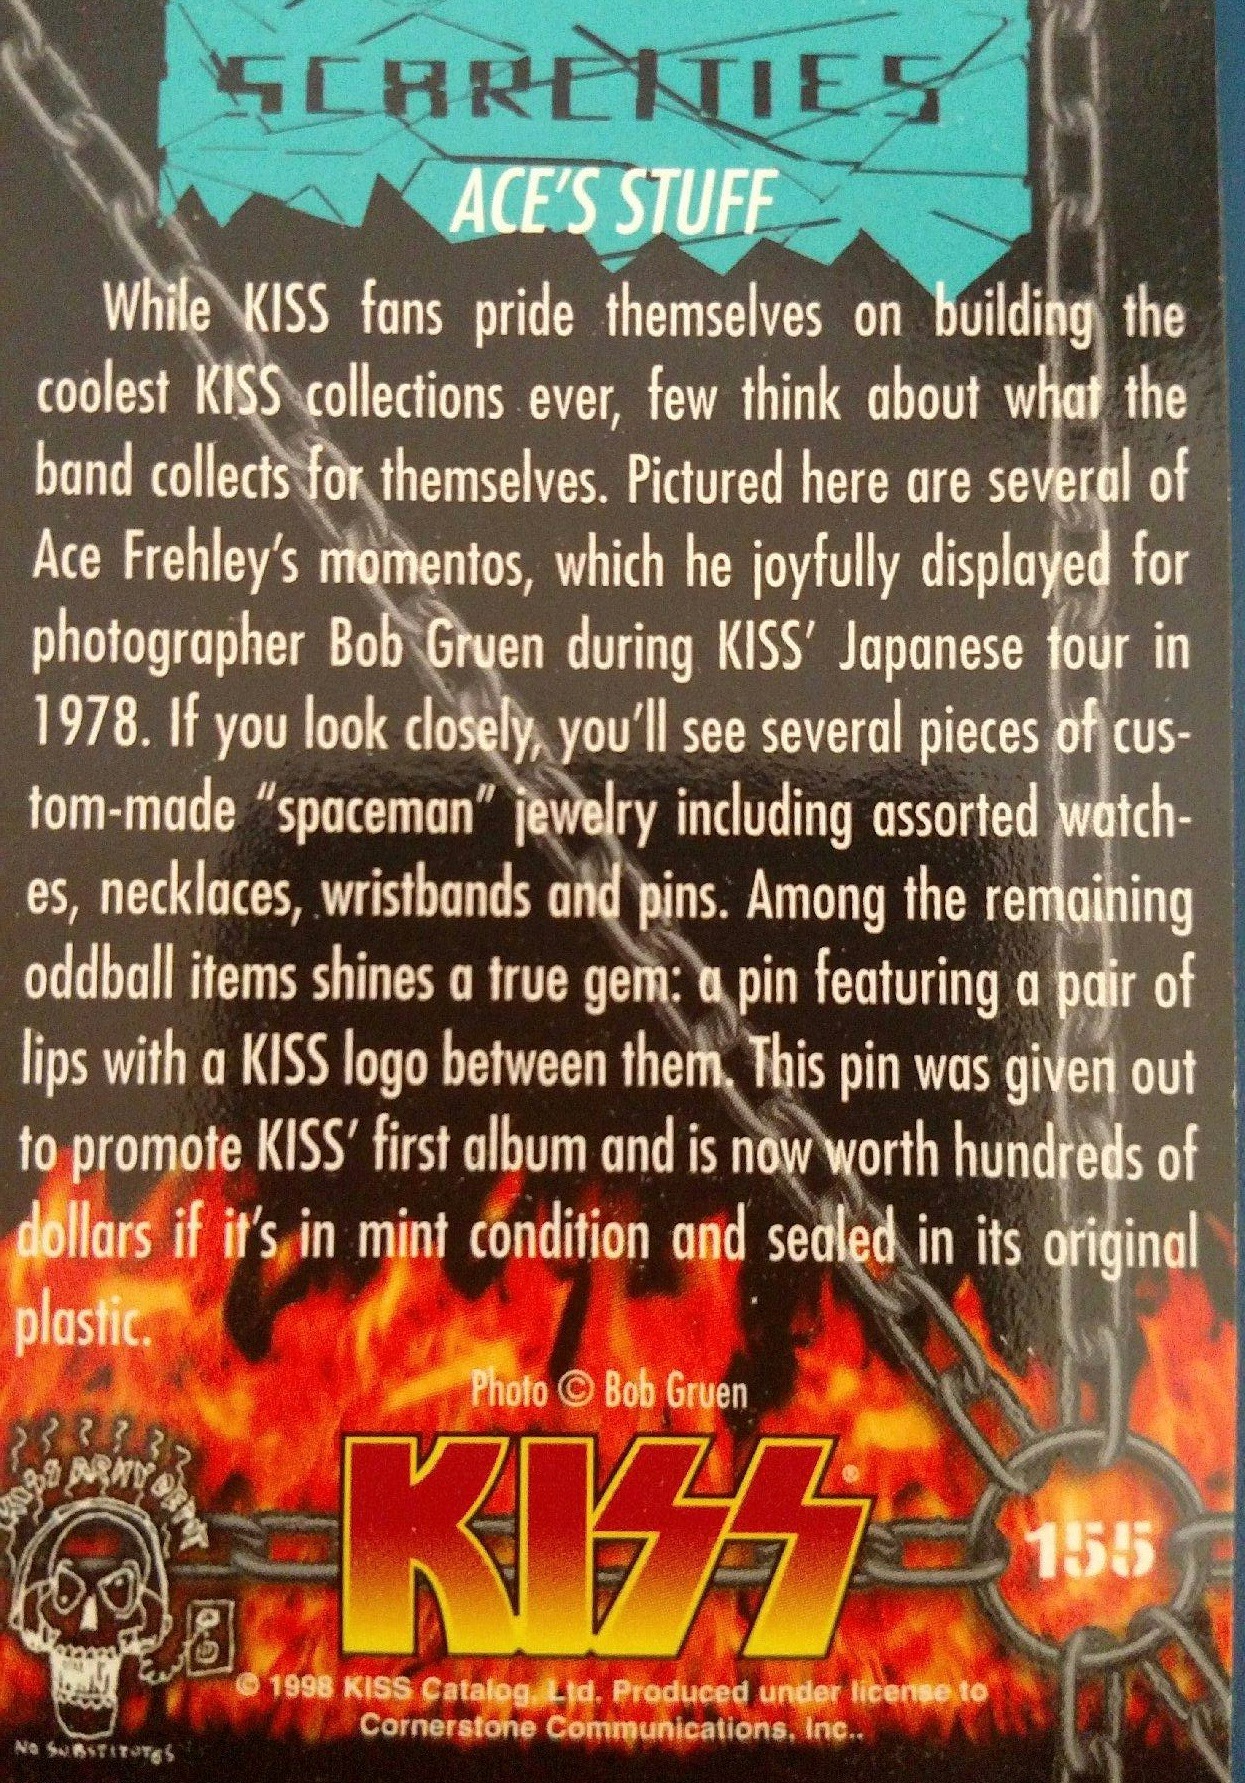 SCARCITIES
ACE'S STUFF
While KISS fans pride themselves on building the
coolest KISS collections ever, few think about what the
band collects for themselves. Pictured here are several of
Ace Frehley's momentos, which he joyfully displayed for
photographer Bob Gruen during KISS' Japanese tour in
1978. If you look closely, you'll see several pieces of cus-
tom-made "spaceman" jewelry including assorted watch-
es, necklaces, wristbands and pins. Among the remaining
oddball items shines a true gem: a pin featuring a pair of
lips with a KISS logo between them. This pin was given out
to promote KISS' first album and is now worth hundreds of
dollars if it's in mint condition and sealed in its original
plastic.
Photo © Bob Gruen
ARMY DEPOT
KISS®
155
© 1998 KISS Catalog, Ltd. Produced under license to
Cornerstone Communications, Inc..
NO SUBSTITUTES